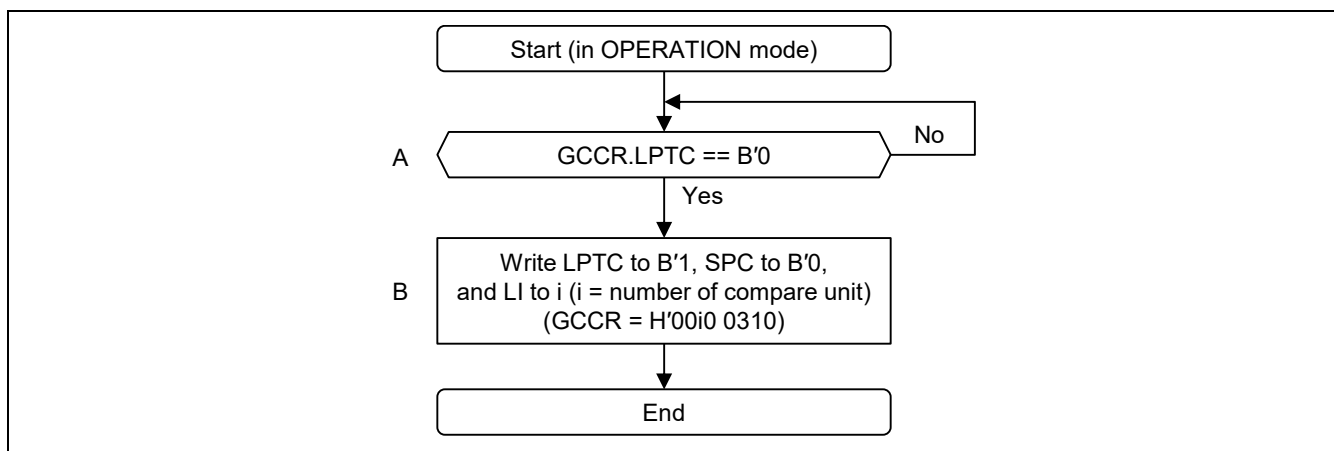 Start (in OPERATION mode)
No
A
GCCR.LPTC == B′0
Yes
Write LPTC to B′1, SPC to B′0,
B
and LI to i (i = number of compare unit)
(GCCR = H′00i0 0310)
End